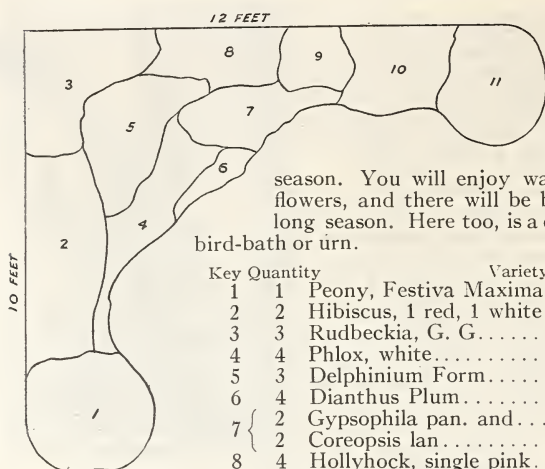 12 FEET
8
9
3
10
11
7
5
6
season. You will enjoy
flowers, and there will be
4
long season. Here too, is a
2
bird-bath or urn.
10 FEET
Key Quantity Variety
1 1 Peony, Festiva Maxima
2 2 Hibiscus, 1 red, 1 white
3 3 Rudbeckia, G. G.......
4 4 Phlox, white............
5 3 Delphinium Form......
6 4 Dianthus Plum........
7 { 2 Gypsophila pan. and...
2 Coreopsis lan..........
1
8 4 Hollyhock, single pink.